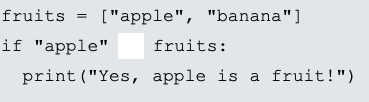 fruits = ["apple", "banana"]
if "apple" fruits:
  print("Yes, apple is a fruit!")